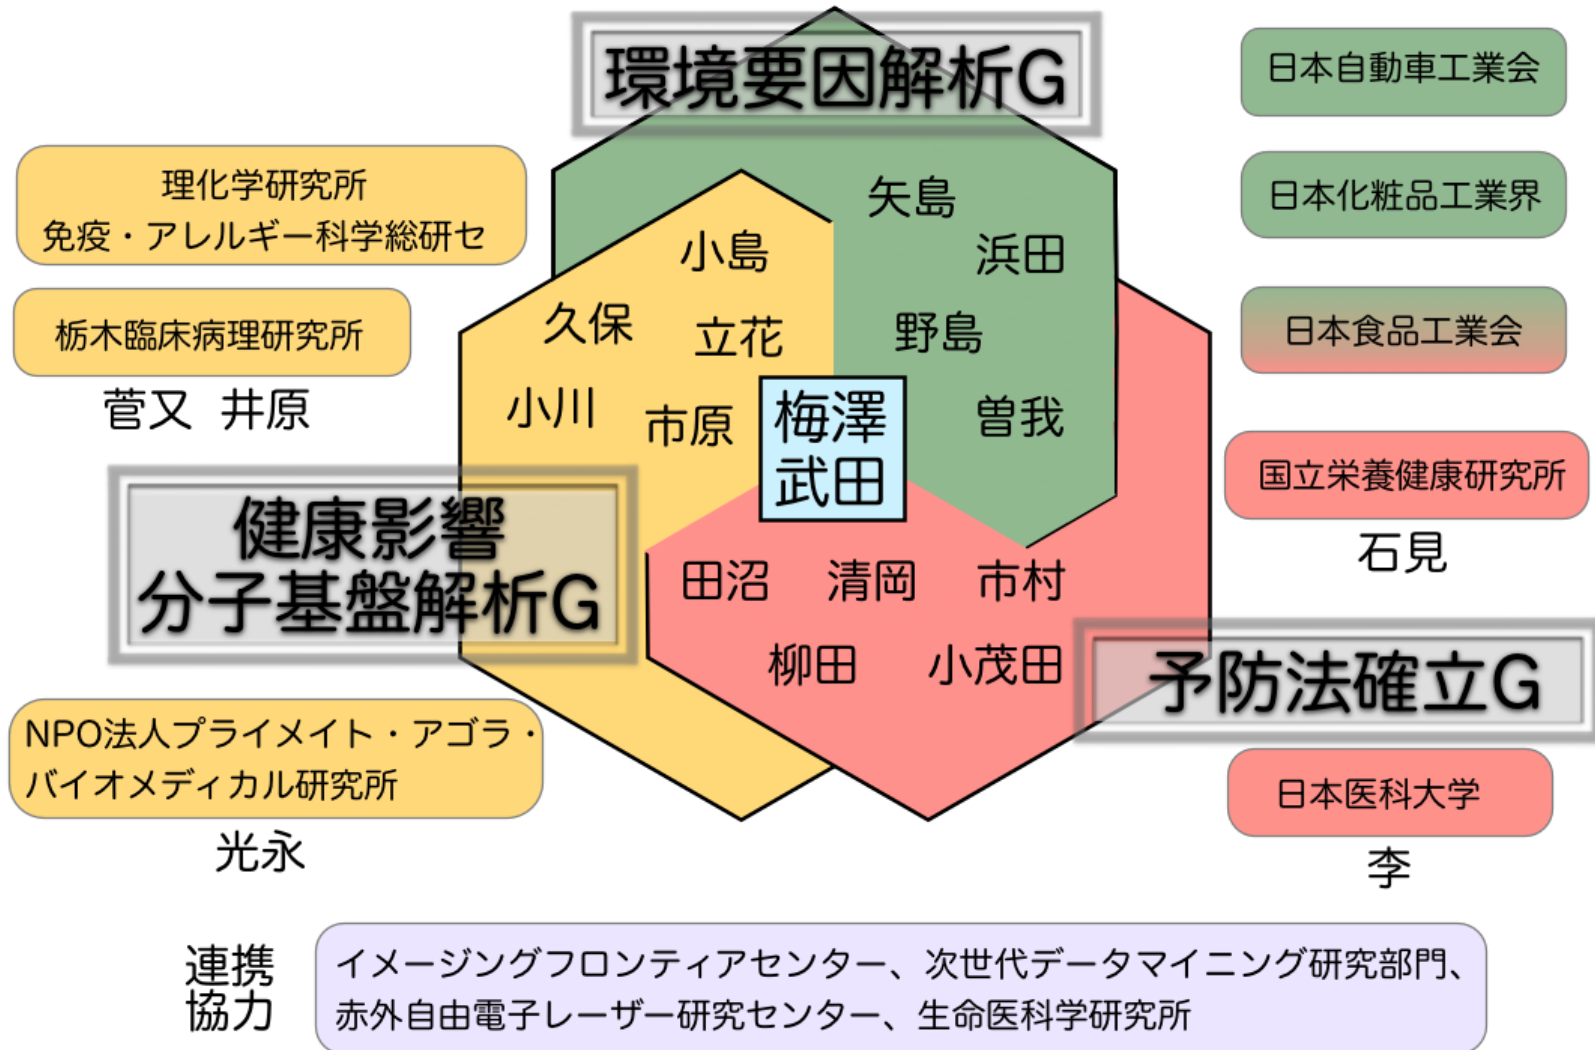 環境要因解析G
日本自動車工業会
日本化粧品工業界
日本食品工業会
理化学研究所
免疫・アレルギー科学総研セ
栃木臨床病理研究所
菅又 井原
矢島
浜田
野島
曽我
小島
久保
立花
小川
市原
梅澤
武田
健康影響
分子基盤解析G
田沼 清岡 市村
柳田 小茂田
国立栄養健康研究所
石見
予防法確立G
日本医科大学
李
NPO法人プライメイト・アゴラ・
バイオメディカル研究所
光永
連携
協力
イメージングフロンティアセンター、次世代データマイニング研究部門、
赤外自由電子レーザー研究センター、生命医科学研究所